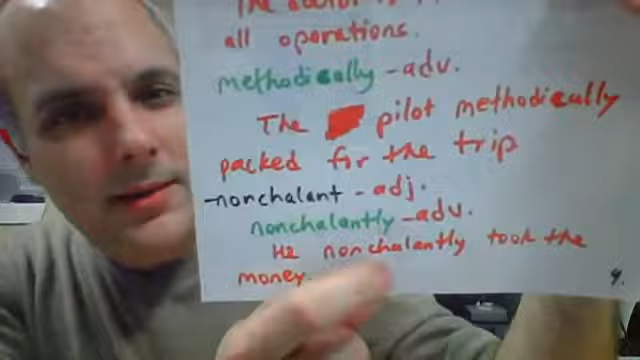 all operations.
methodically -adv.
The pilot methodically
packed for the trip
-nonchalant -adj.
nonchalantly -adv.
He nonchalantly took the
money.
9.